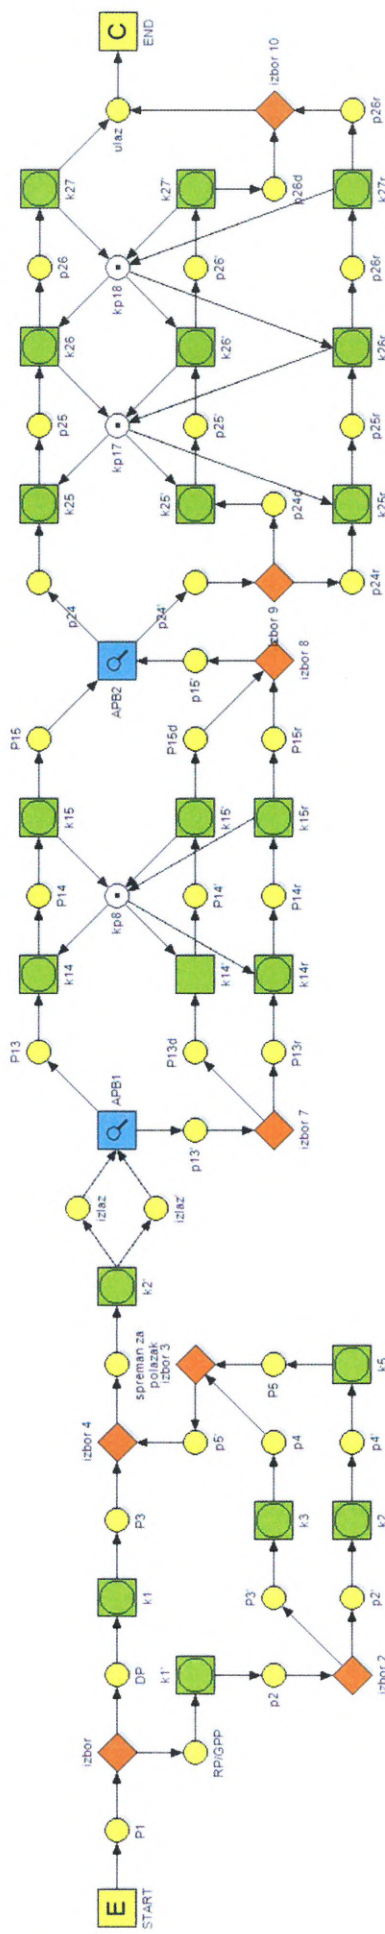 E
START
P1
izbor
DP
k1
P3
izbor 4
spreman za
polazak
k2'
izlaz
izlaz'
RP/GPP
k1'
p2
izbor 2
P3'
k3
p4
izbor 3
p5'
p2'
k2
p4'
k5
P5
APB1
P13
k14
P14
k15
P15
kp8
p13'
izbor 7
P13d
k14'
P14'
k15'
P15d
P13r
k14r
P14r
k15r
P15r
izbor 8
p15'
APB2
p24
k25
p25
k26
p26
k27
ulaz
C
END
kp17
kp18
p24'
izbor 9
p24d
k25'
p25'
k26'
p26'
k27'
p26d
izbor 10
p24r
k25r
p25r
k26r
p26r
k27r
p26r